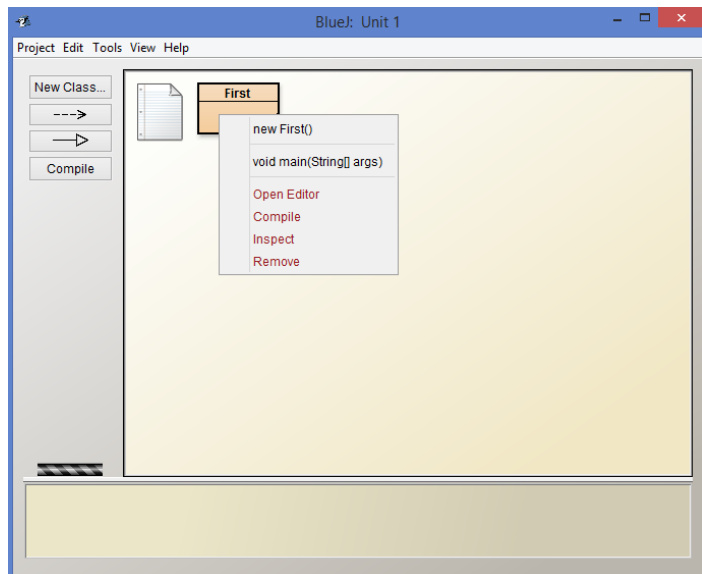 BlueJ: Unit 1
Project Edit Tools View Help
New Class...
Compile
First
new First()
void main(String[] args)
Open Editor
Compile
Inspect
Remove